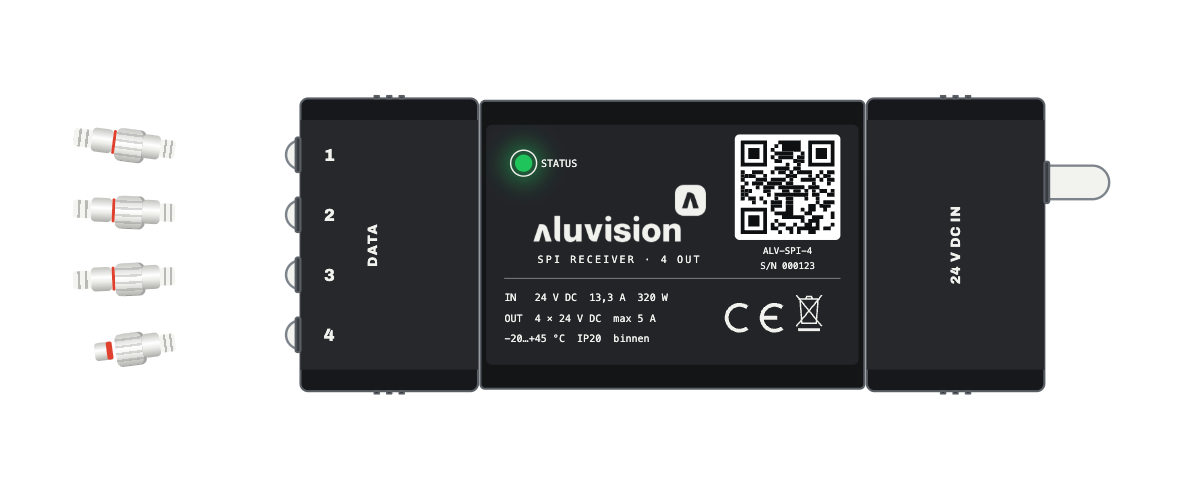 1
2
3
4
DATA
STATUS
aluvision
SPI RECEIVER · 4 OUT
ALV-SPI-4
S/N 000123
IN 24 V DC 13,3 A 320 W
OUT 4 × 24 V DC max 5 A
−20…+45 °C IP20 binnen
CE
24 V DC IN